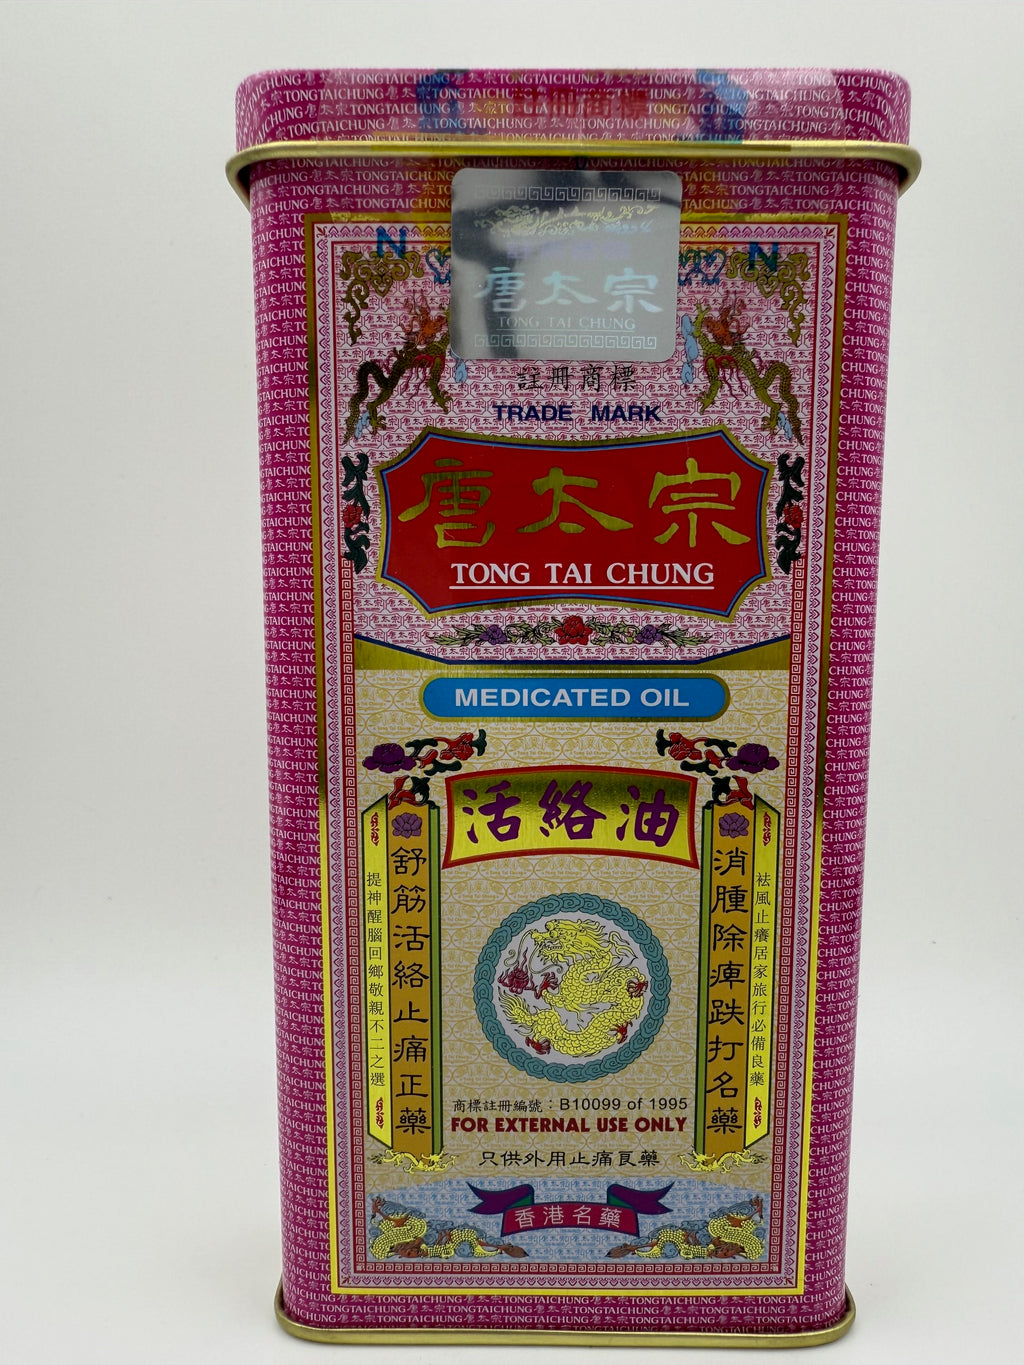 唐太宗
TONG TAI CHUNG
註冊商標
TRADE MARK
唐太宗
TONG TAI CHUNG
MEDICATED OIL
活絡油
消腫除痺跌打名藥
舒筋活絡止痛正藥
祛風止癢居家旅行必備良藥
提神醒腦回鄉敬親不二之選
商標註冊編號：B10099 of 1995
FOR EXTERNAL USE ONLY
只供外用止痛良藥
香港名藥